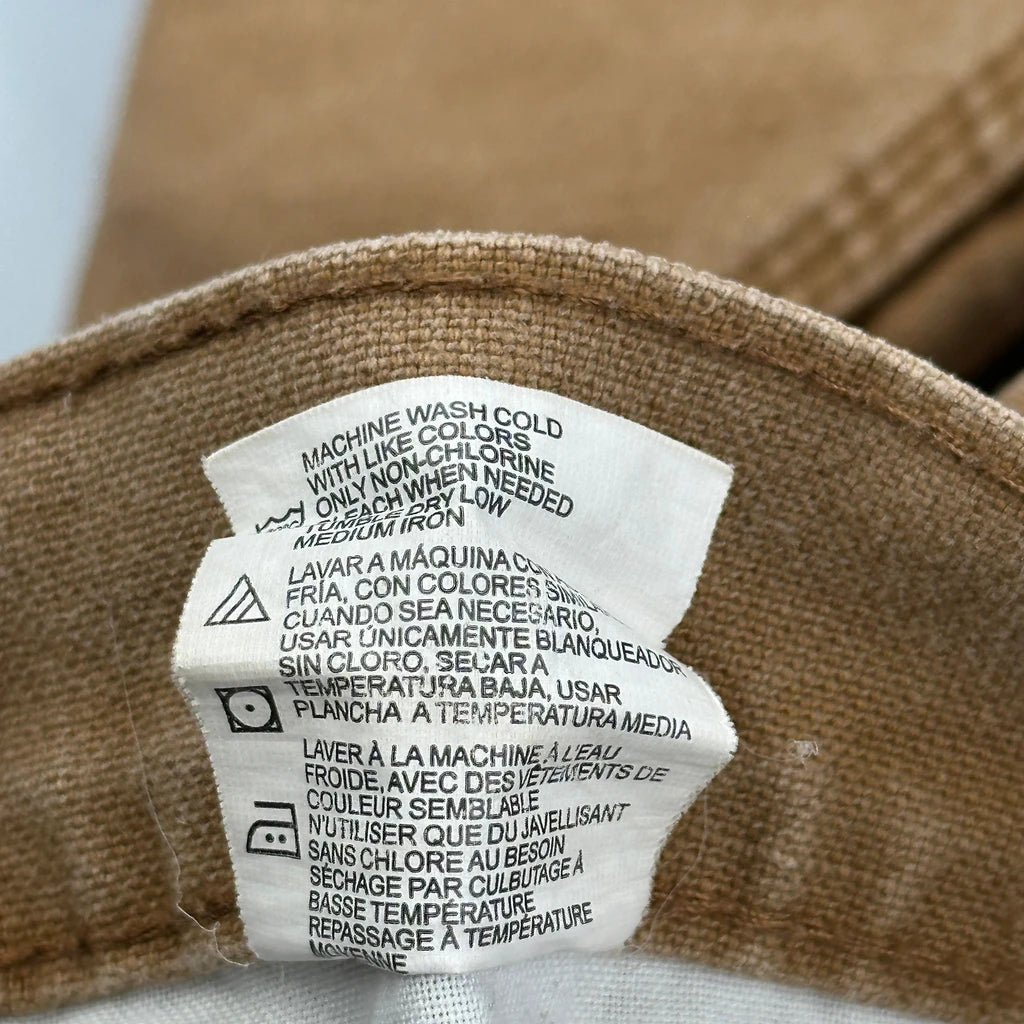 MACHINE WASH COLD
WITH LIKE COLORS
ONLY NON-CHLORINE
EACH WHEN NEEDED
TUMBLE DRY LOW
MEDIUM IRON
LAVAR A MÁQUINA
FRÍA, CON COLORES
CUANDO SEA NECESARIO,
USAR ÚNICAMENTE BLANQUEADOR
SIN CLORO, SECAR A
TEMPERATURA BAJA, USAR
PLANCHA A TEMPERATURA MEDIA
LAVER À LA MACHINE À L'EAU
FROIDE, AVEC DES VÊTEMENTS DE
COULEUR SEMBLABLE
N'UTILISER QUE DU JAVELLISANT
SANS CHLORE AU BESOIN
SÉCHAGE PAR CULBUTAGE À
BASSE TEMPÉRATURE
REPASSAGE À TEMPÉRATURE
MOYENNE